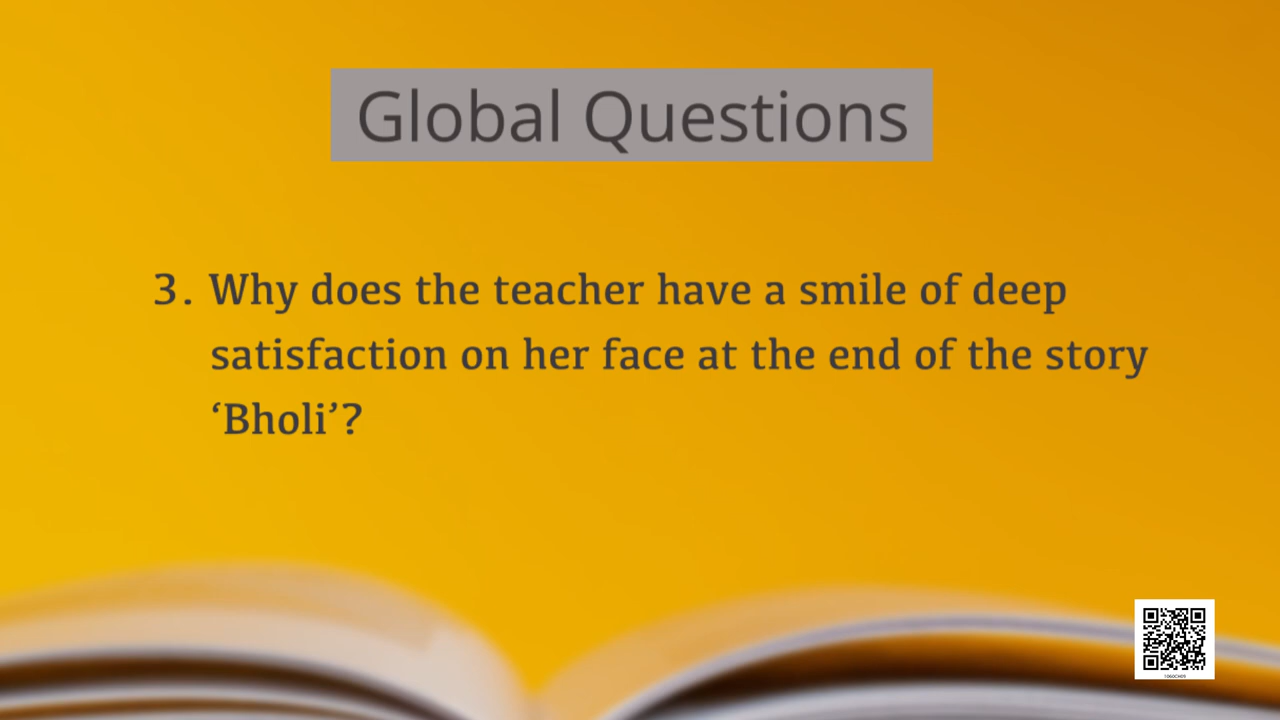 Global Questions
3. Why does the teacher have a smile of deep
satisfaction on her face at the end of the story
‘Bholi’?